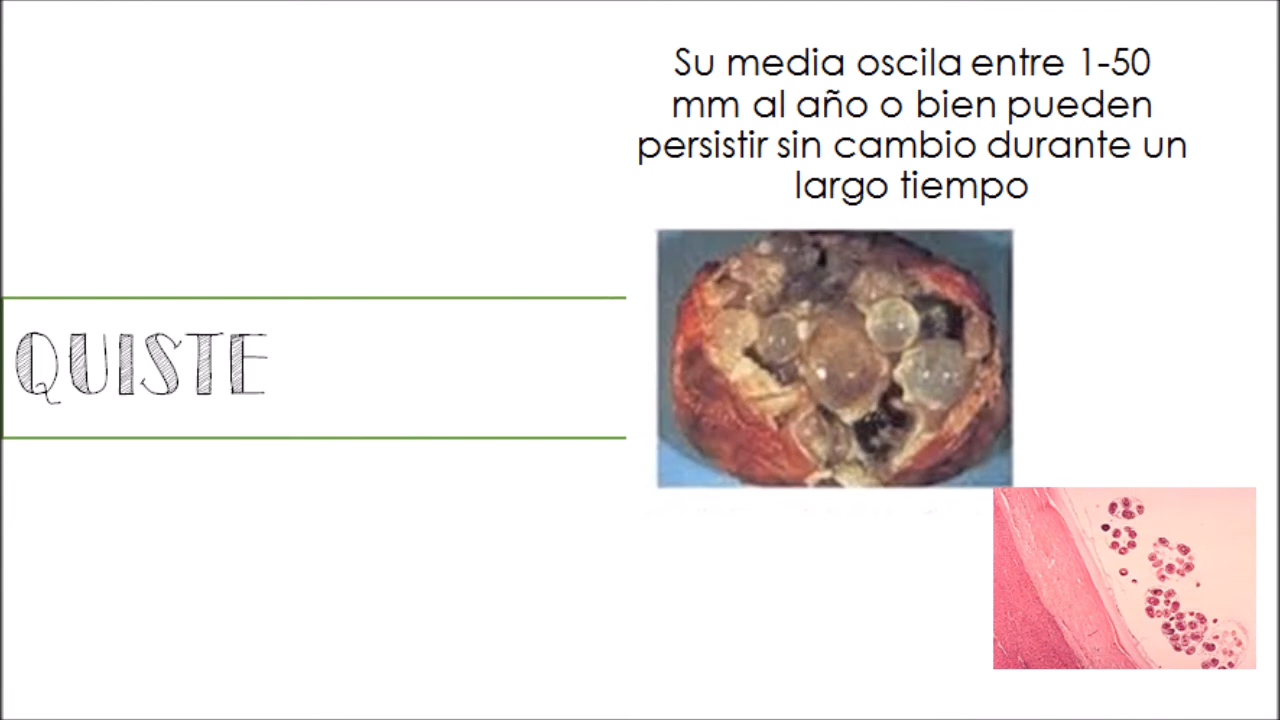 Su media oscila entre 1-50
mm al año o bien pueden
persistir sin cambio durante un
largo tiempo
QUISTE